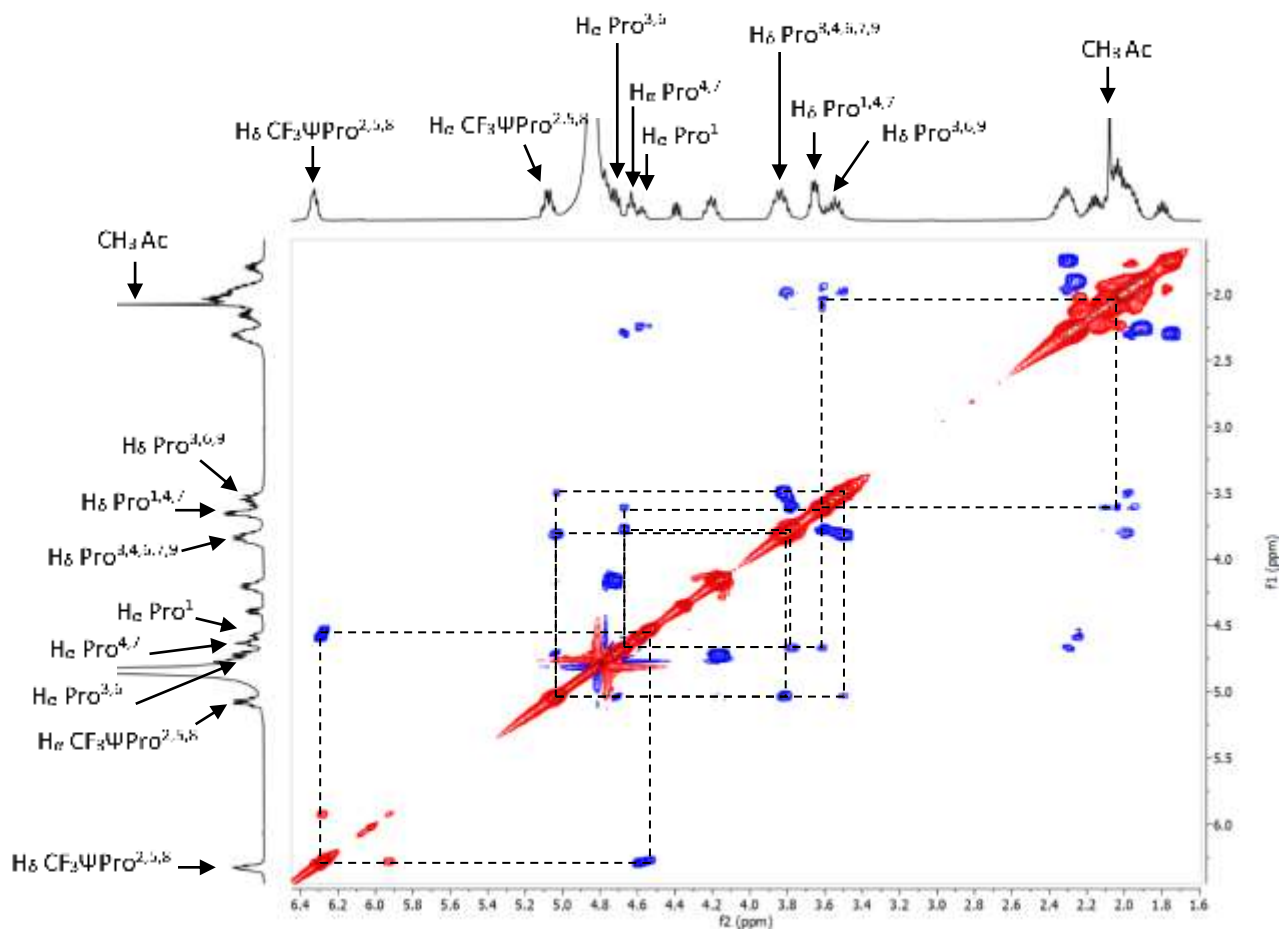 Hα Pro³,⁶
Hδ Pro³,⁴,⁶,⁷,⁹
CH₃ Ac
Hα Pro⁴,⁷
Hδ Pro¹,⁴,⁷
Hδ CF₃ΨPro²,⁵,⁸
Hα CF₃ΨPro²,⁵,⁸
Hα Pro¹
Hδ Pro³,⁶,⁹
CH₃ Ac
Hδ Pro³,⁶,⁹
Hδ Pro¹,⁴,⁷
Hδ Pro³,⁴,⁶,⁷,⁹
Hα Pro¹
Hα Pro⁴,⁷
Hα Pro³,⁶
Hα CF₃ΨPro²,⁵,⁸
Hδ CF₃ΨPro²,⁵,⁸
2.0
2.5
3.0
3.5
4.0
4.5
5.0
5.5
6.0
f1 (ppm)
6.4 6.2 6.0 5.8 5.6 5.4 5.2 5.0 4.8 4.6 4.4 4.2 4.0 3.8 3.6 3.4 3.2 3.0 2.8 2.6 2.4 2.2 2.0 1.8 1.6
f2 (ppm)